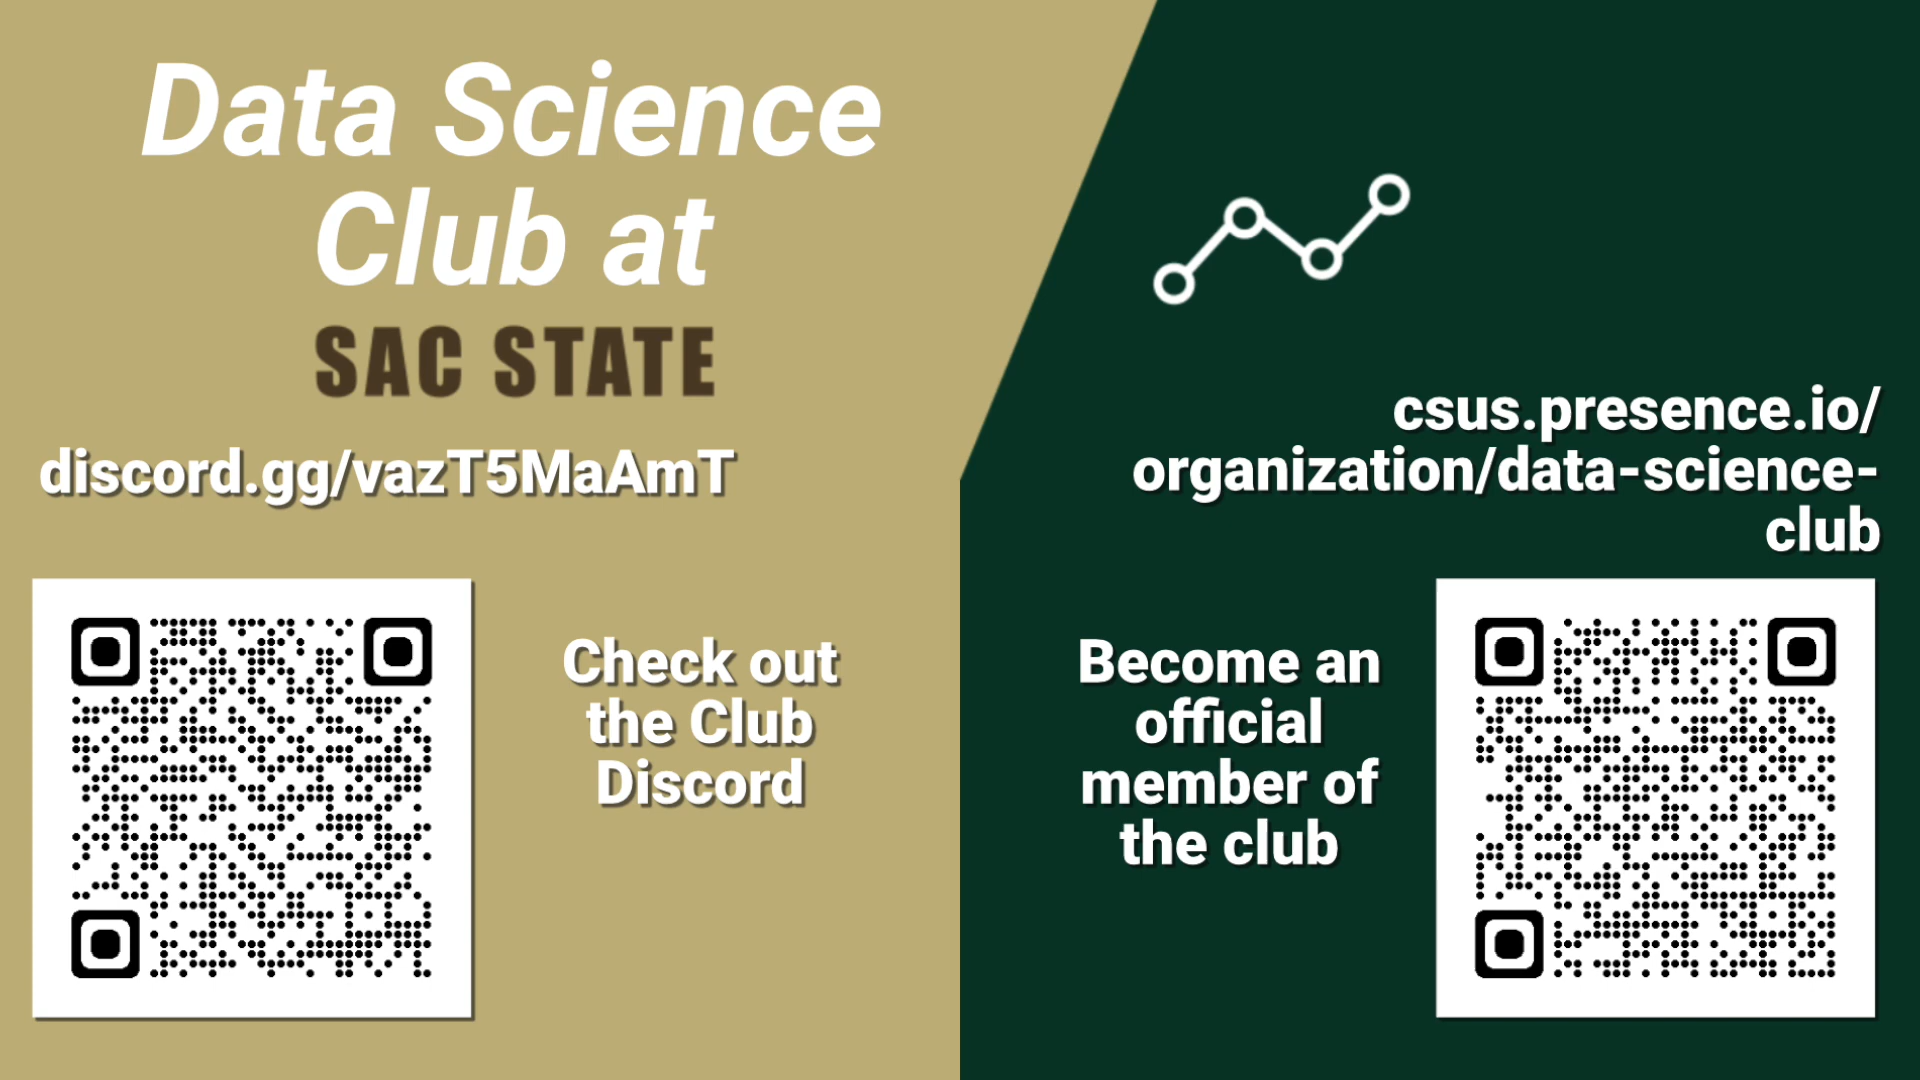 Data Science
Club at
SAC STATE
discord.gg/vazT5MaAmT
Check out
the Club
Discord
csus.presence.io/
organization/data-science-
club
Become an
official
member of
the club